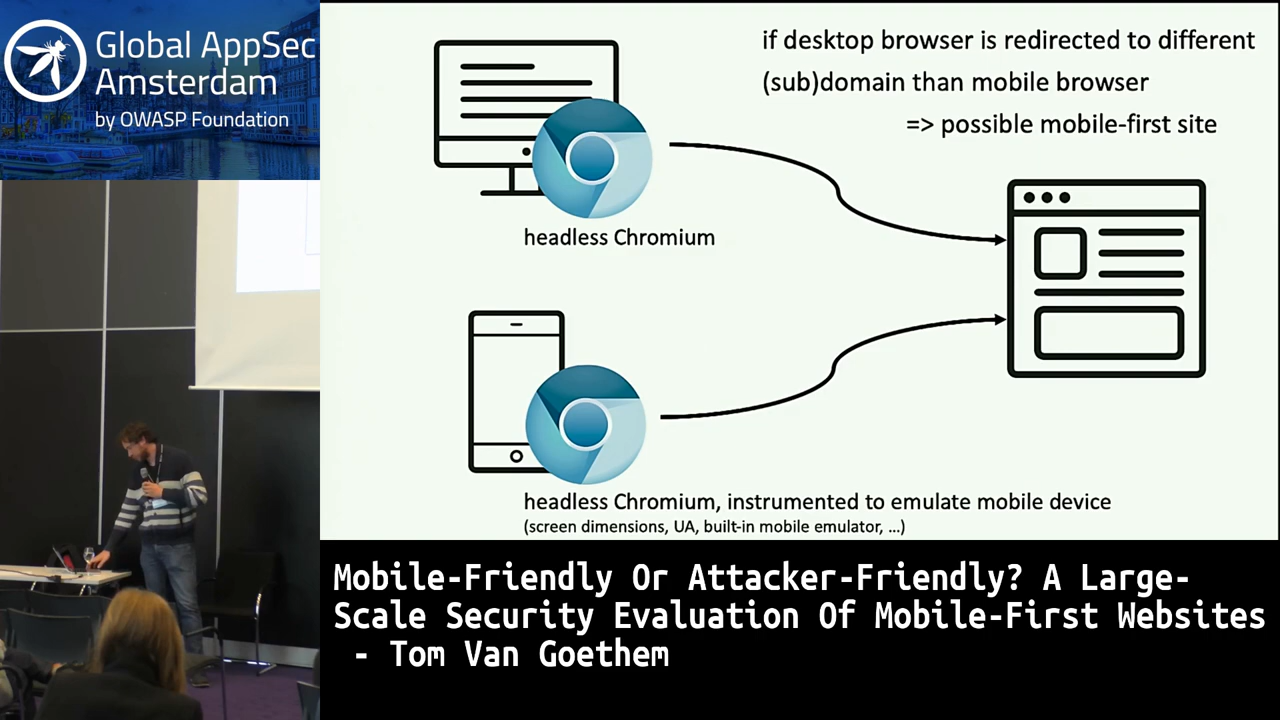 Global AppSec
Amsterdam
by OWASP Foundation
if desktop browser is redirected to different
(sub)domain than mobile browser
=> possible mobile-first site
headless Chromium
headless Chromium, instrumented to emulate mobile device
(screen dimensions, UA, built-in mobile emulator, ...)
Mobile-Friendly Or Attacker-Friendly? A Large-
Scale Security Evaluation Of Mobile-First Websites
- Tom Van Goethem